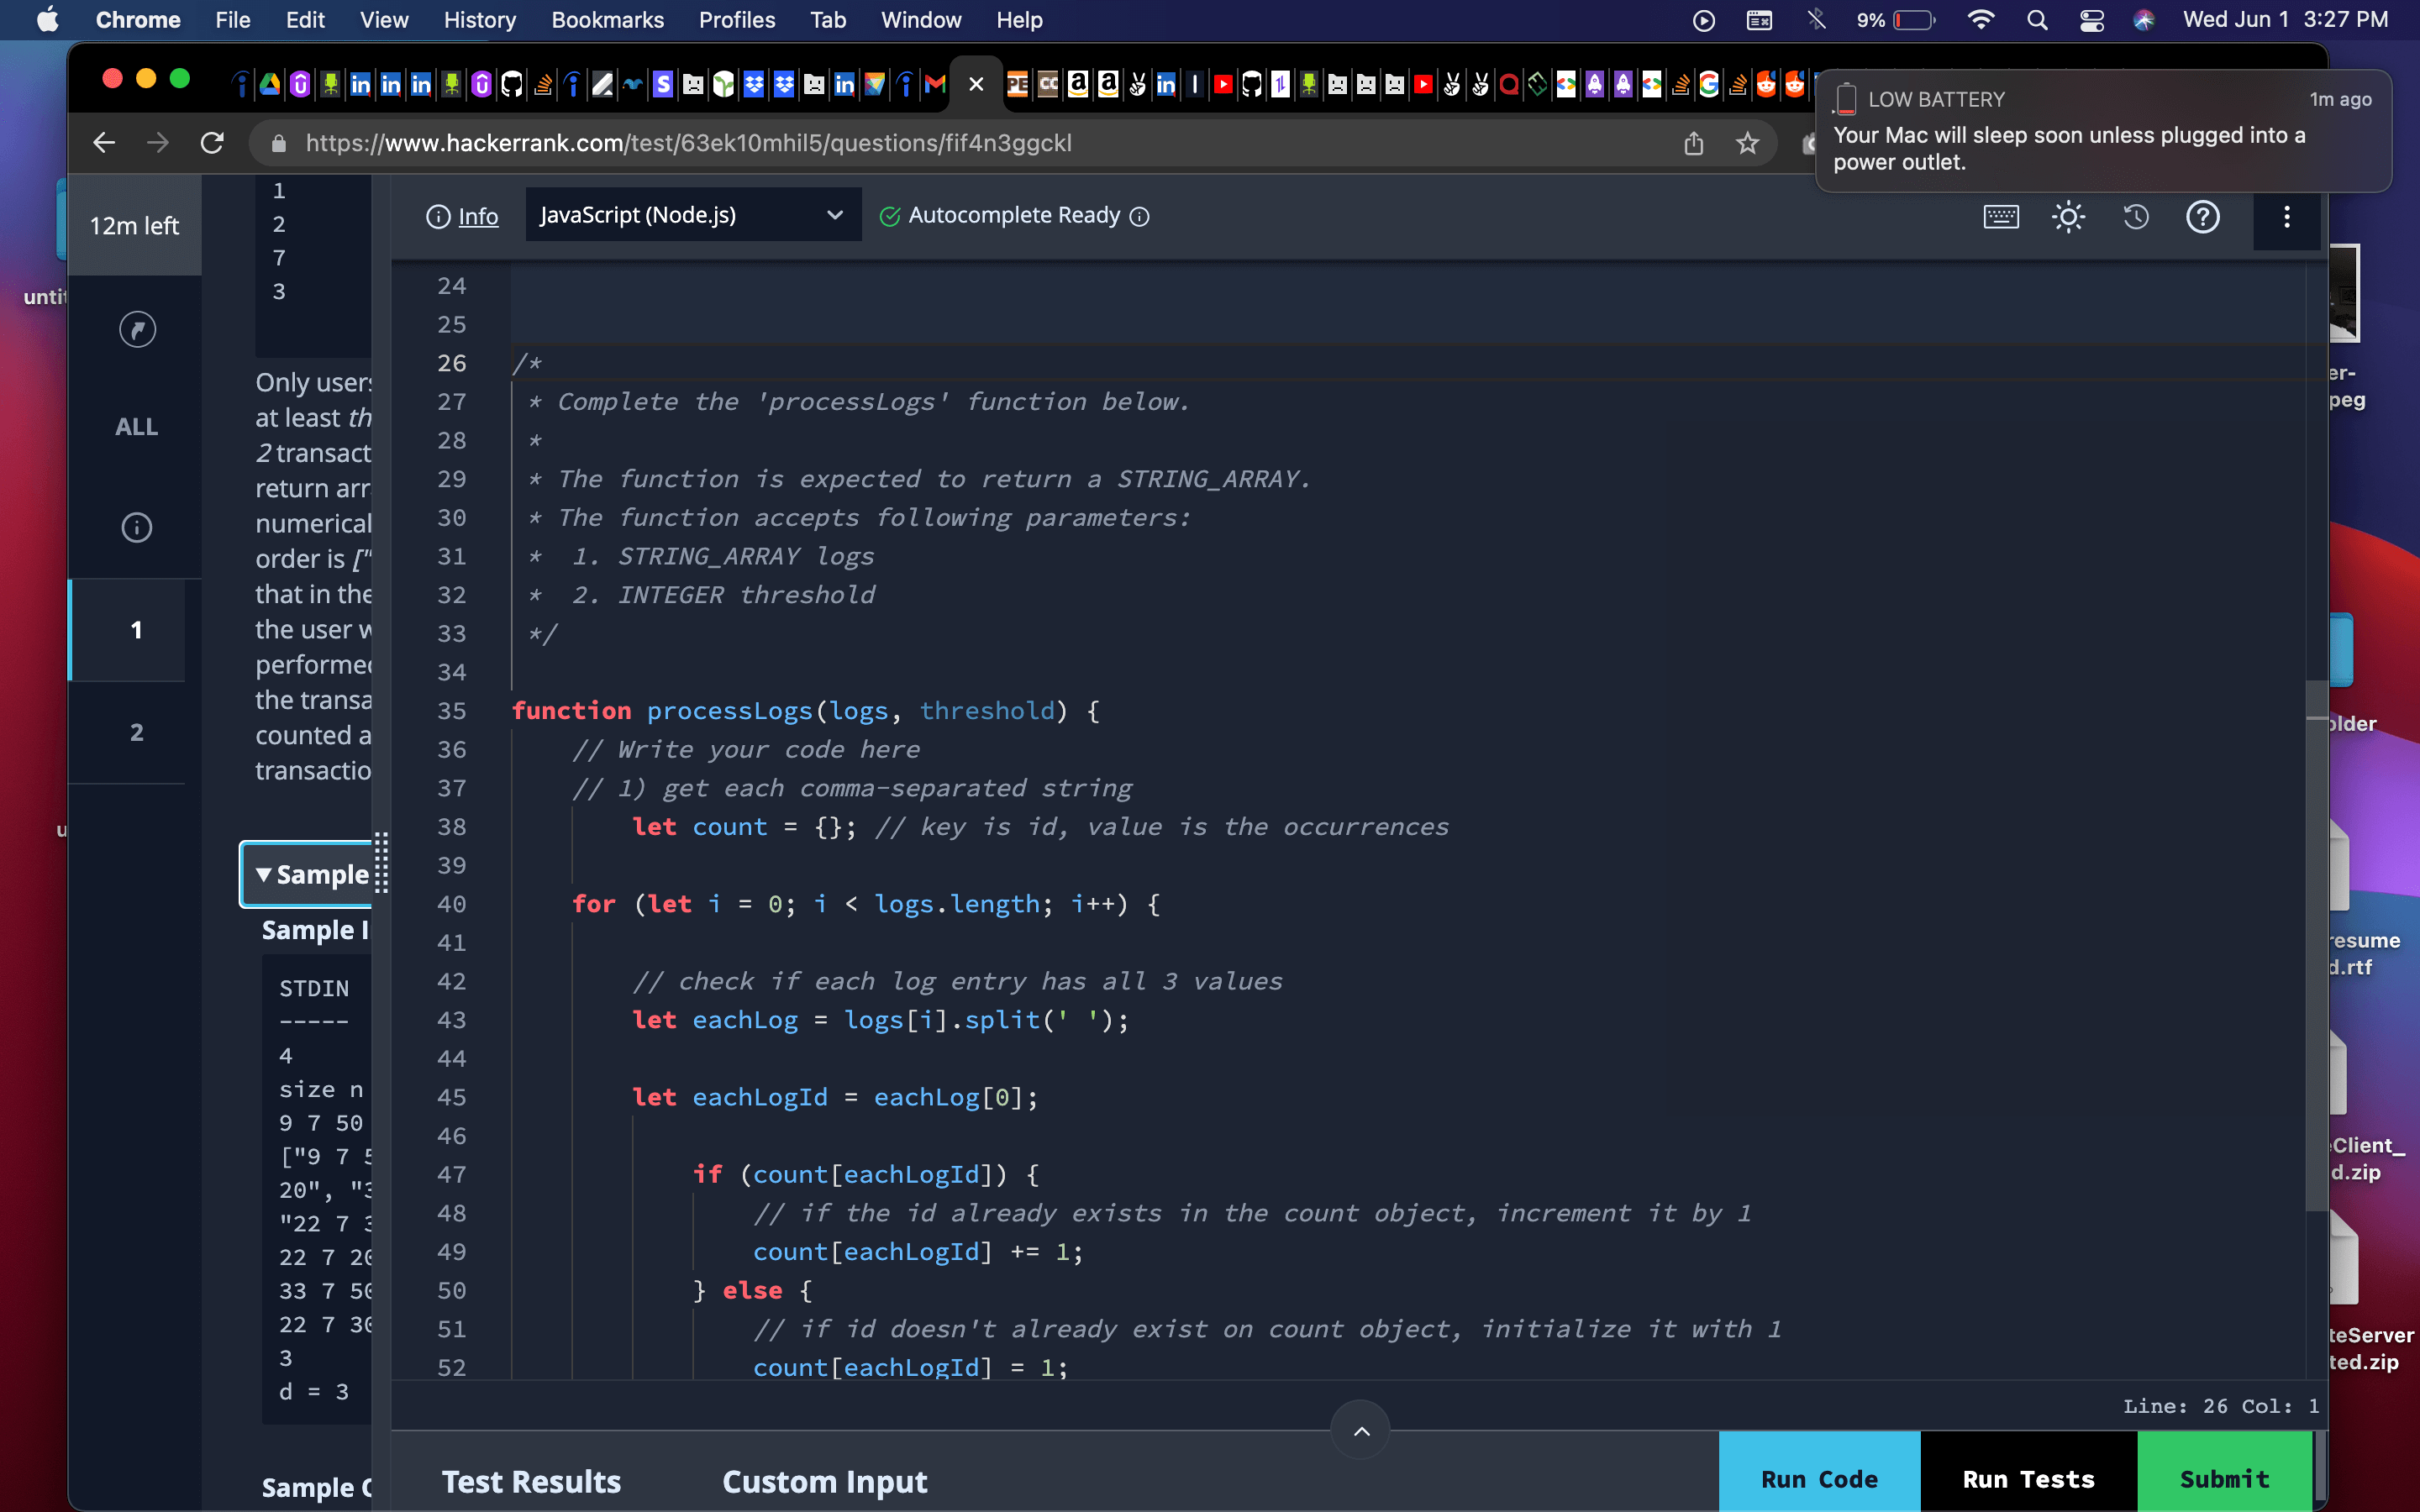 Chrome File Edit View History Bookmarks Profiles Tab Window Help 9% Wed Jun 1 3:27 PM
LOW BATTERY 1m ago
Your Mac will sleep soon unless plugged into a
power outlet.
https://www.hackerrank.com/test/63ek10mhil5/questions/fif4n3ggckl
12m left
ALL
1
2
1
2
7
3
Only users
at least th
2 transact
return arr
numerical
order is ["
that in the
the user w
performed
the transa
counted a
transactio
Sample
Sample I
STDIN
-----
4
size n
9 7 50
["9 7 5
20", "3
"22 7 3
22 7 20
33 7 50
22 7 30
3
d = 3
Sample
Info JavaScript (Node.js) Autocomplete Ready
24
25
26 /*
27 * Complete the 'processLogs' function below.
28 *
29 * The function is expected to return a STRING_ARRAY.
30 * The function accepts following parameters:
31 * 1. STRING_ARRAY logs
32 * 2. INTEGER threshold
33 */
34
35 function processLogs(logs, threshold) {
36 // Write your code here
37 // 1) get each comma-separated string
38 let count = {}; // key is id, value is the occurrences
39
40 for (let i = 0; i < logs.length; i++) {
41
42 // check if each log entry has all 3 values
43 let eachLog = logs[i].split(' ');
44
45 let eachLogId = eachLog[0];
46
47 if (count[eachLogId]) {
48 // if the id already exists in the count object, increment it by 1
49 count[eachLogId] += 1;
50 } else {
51 // if id doesn't already exist on count object, initialize it with 1
52 count[eachLogId] = 1;
Line: 26 Col: 1
Test Results Custom Input Run Code Run Tests Submit
untit
er-
peg
older
resume
d.rtf
eClient_
d.zip
teServer
ted.zip